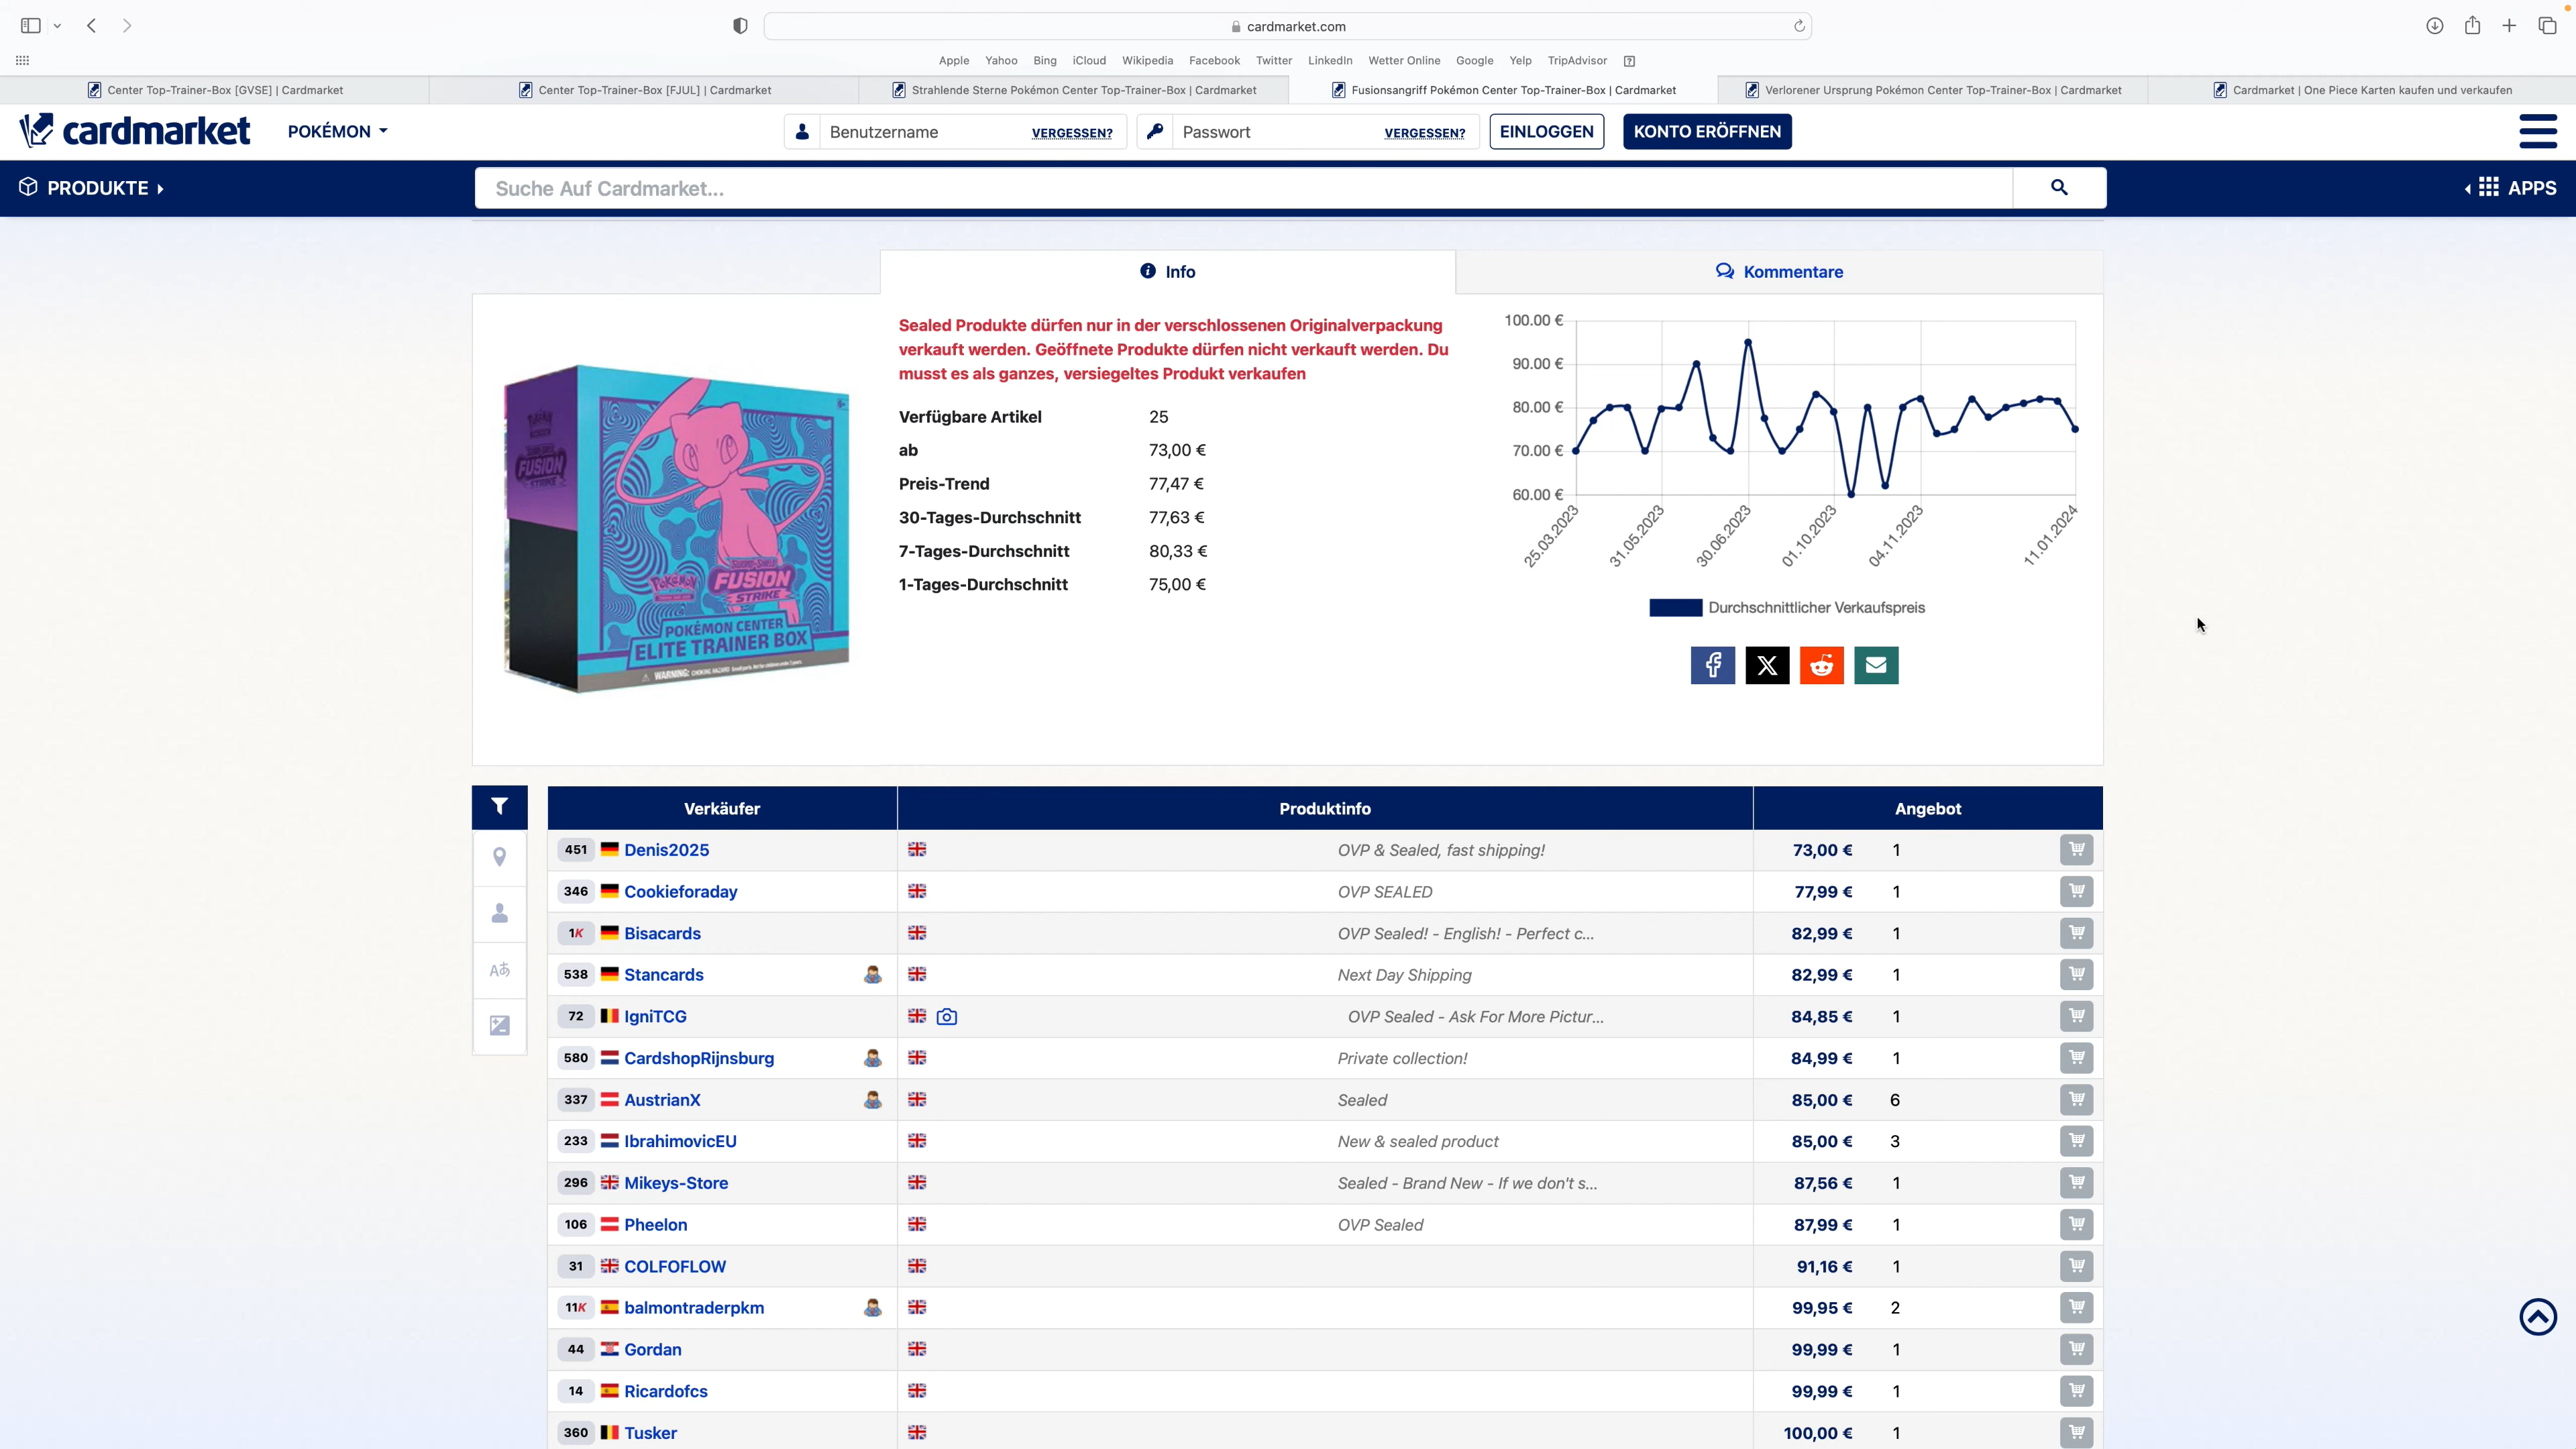 cardmarket.com
Apple Yahoo Bing iCloud Wikipedia Facebook Twitter LinkedIn Wetter Online Google Yelp TripAdvisor
Center Top-Trainer-Box [GVSE] | Cardmarket
Center Top-Trainer-Box [FJUL] | Cardmarket
Strahlende Sterne Pokémon Center Top-Trainer-Box | Cardmarket
Fusionsangriff Pokémon Center Top-Trainer-Box | Cardmarket
Verlorener Ursprung Pokémon Center Top-Trainer-Box | Cardmarket
Cardmarket | One Piece Karten kaufen und verkaufen
cardmarket
POKÉMON
Benutzername VERGESSEN?
Passwort VERGESSEN?
EINLOGGEN
KONTO ERÖFFNEN
PRODUKTE
Suche Auf Cardmarket...
APPS
Info
Kommentare
FUSION
STRIKE
Pokémon
FUSION
STRIKE
POKÉMON CENTER
ELITE TRAINER BOX
WARNING:
Sealed Produkte dürfen nur in der verschlossenen Originalverpackung
verkauft werden. Geöffnete Produkte dürfen nicht verkauft werden. Du
musst es als ganzes, versiegeltes Produkt verkaufen
Verfügbare Artikel 25
ab 73,00 €
Preis-Trend 77,47 €
30-Tages-Durchschnitt 77,63 €
7-Tages-Durchschnitt 80,33 €
1-Tages-Durchschnitt 75,00 €
100.00 €
90.00 €
80.00 €
70.00 €
60.00 €
25.03.2023 31.05.2023 30.06.2023 01.10.2023 04.11.2023 11.01.2024
Durchschnittlicher Verkaufspreis
Verkäufer Produktinfo Angebot
451 Denis2025 OVP & Sealed, fast shipping! 73,00 € 1
346 Cookieforaday OVP SEALED 77,99 € 1
1K Bisacards OVP Sealed! - English! - Perfect c... 82,99 € 1
538 Stancards Next Day Shipping 82,99 € 1
72 IgniTCG OVP Sealed - Ask For More Pictur... 84,85 € 1
580 CardshopRijnsburg Private collection! 84,99 € 1
337 AustrianX Sealed 85,00 € 6
233 IbrahimovicEU New & sealed product 85,00 € 3
296 Mikeys-Store Sealed - Brand New - If we don't s... 87,56 € 1
106 Pheelon OVP Sealed 87,99 € 1
31 COLFOFLOW 91,16 € 1
11K balmontraderpkm 99,95 € 2
44 Gordan 99,99 € 1
14 Ricardofcs 99,99 € 1
360 Tusker 100,00 € 1